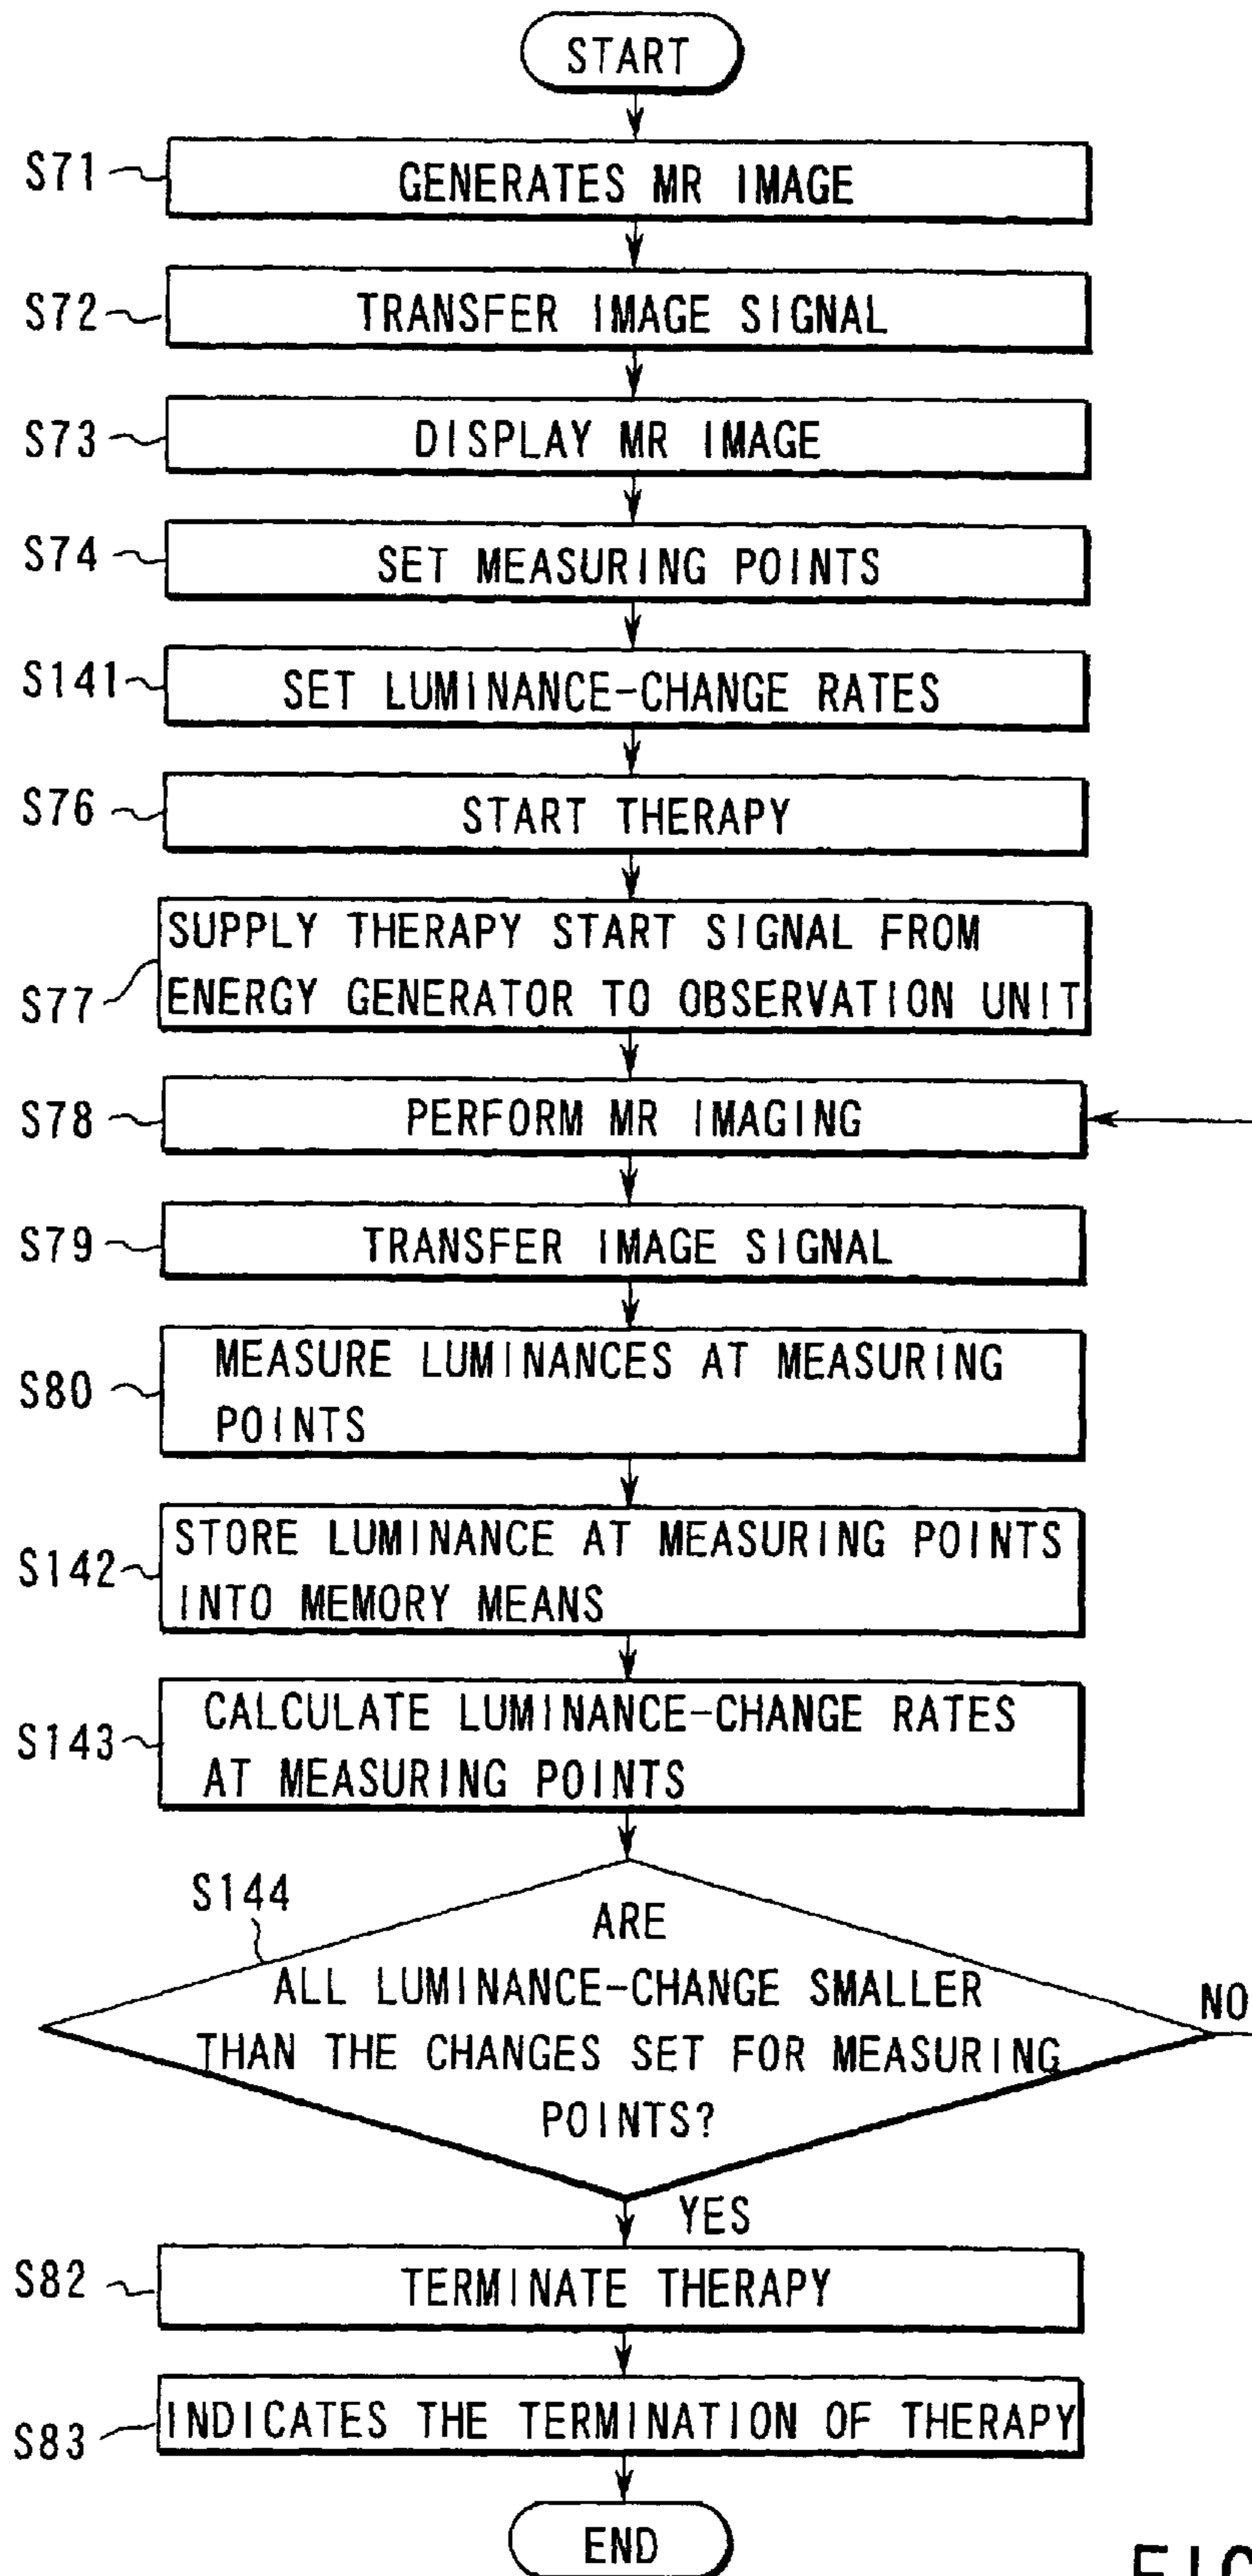 START
S71
GENERATES MR IMAGE
S72
TRANSFER IMAGE SIGNAL
S73
DISPLAY MR IMAGE
S74
SET MEASURING POINTS
S141
SET LUMINANCE-CHANGE RATES
S76
START THERAPY
S77
SUPPLY THERAPY START SIGNAL FROM
ENERGY GENERATOR TO OBSERVATION UNIT
S78
PERFORM MR IMAGING
S79
TRANSFER IMAGE SIGNAL
S80
MEASURE LUMINANCES AT MEASURING
POINTS
S142
STORE LUMINANCE AT MEASURING POINTS
INTO MEMORY MEANS
S143
CALCULATE LUMINANCE-CHANGE RATES
AT MEASURING POINTS
S144
ARE
ALL LUMINANCE-CHANGE SMALLER
THAN THE CHANGES SET FOR MEASURING
POINTS?
NO
YES
S82
TERMINATE THERAPY
S83
INDICATES THE TERMINATION OF THERAPY
END